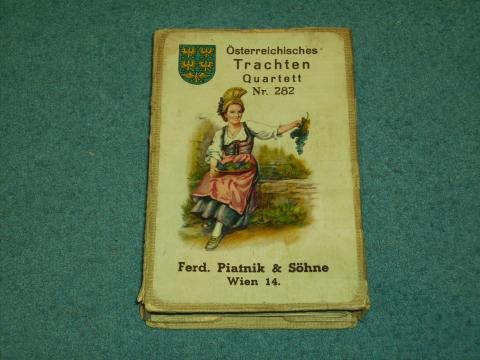 Österreichisches
Trachten
Quartett
Nr. 282
Ferd. Piatnik & Söhne
Wien 14.